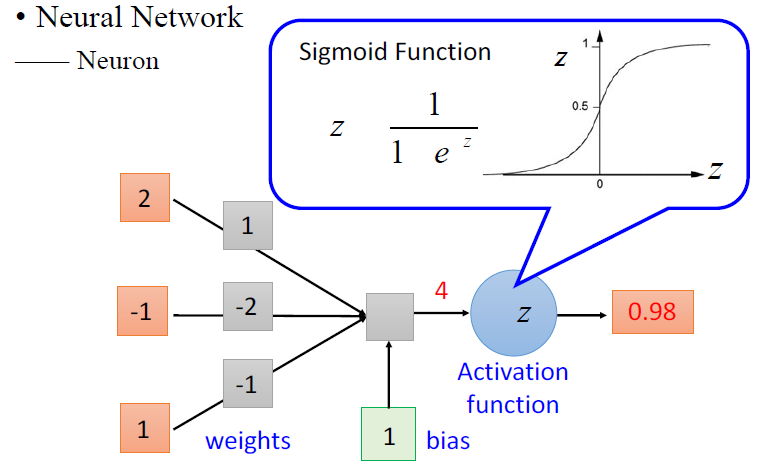 • Neural Network
Neuron
Sigmoid Function
z
1
1 e z
1
0.5
0
z
z
2
1
-1
-2
4
z
0.98
-1
1
weights
1
bias
Activation
function